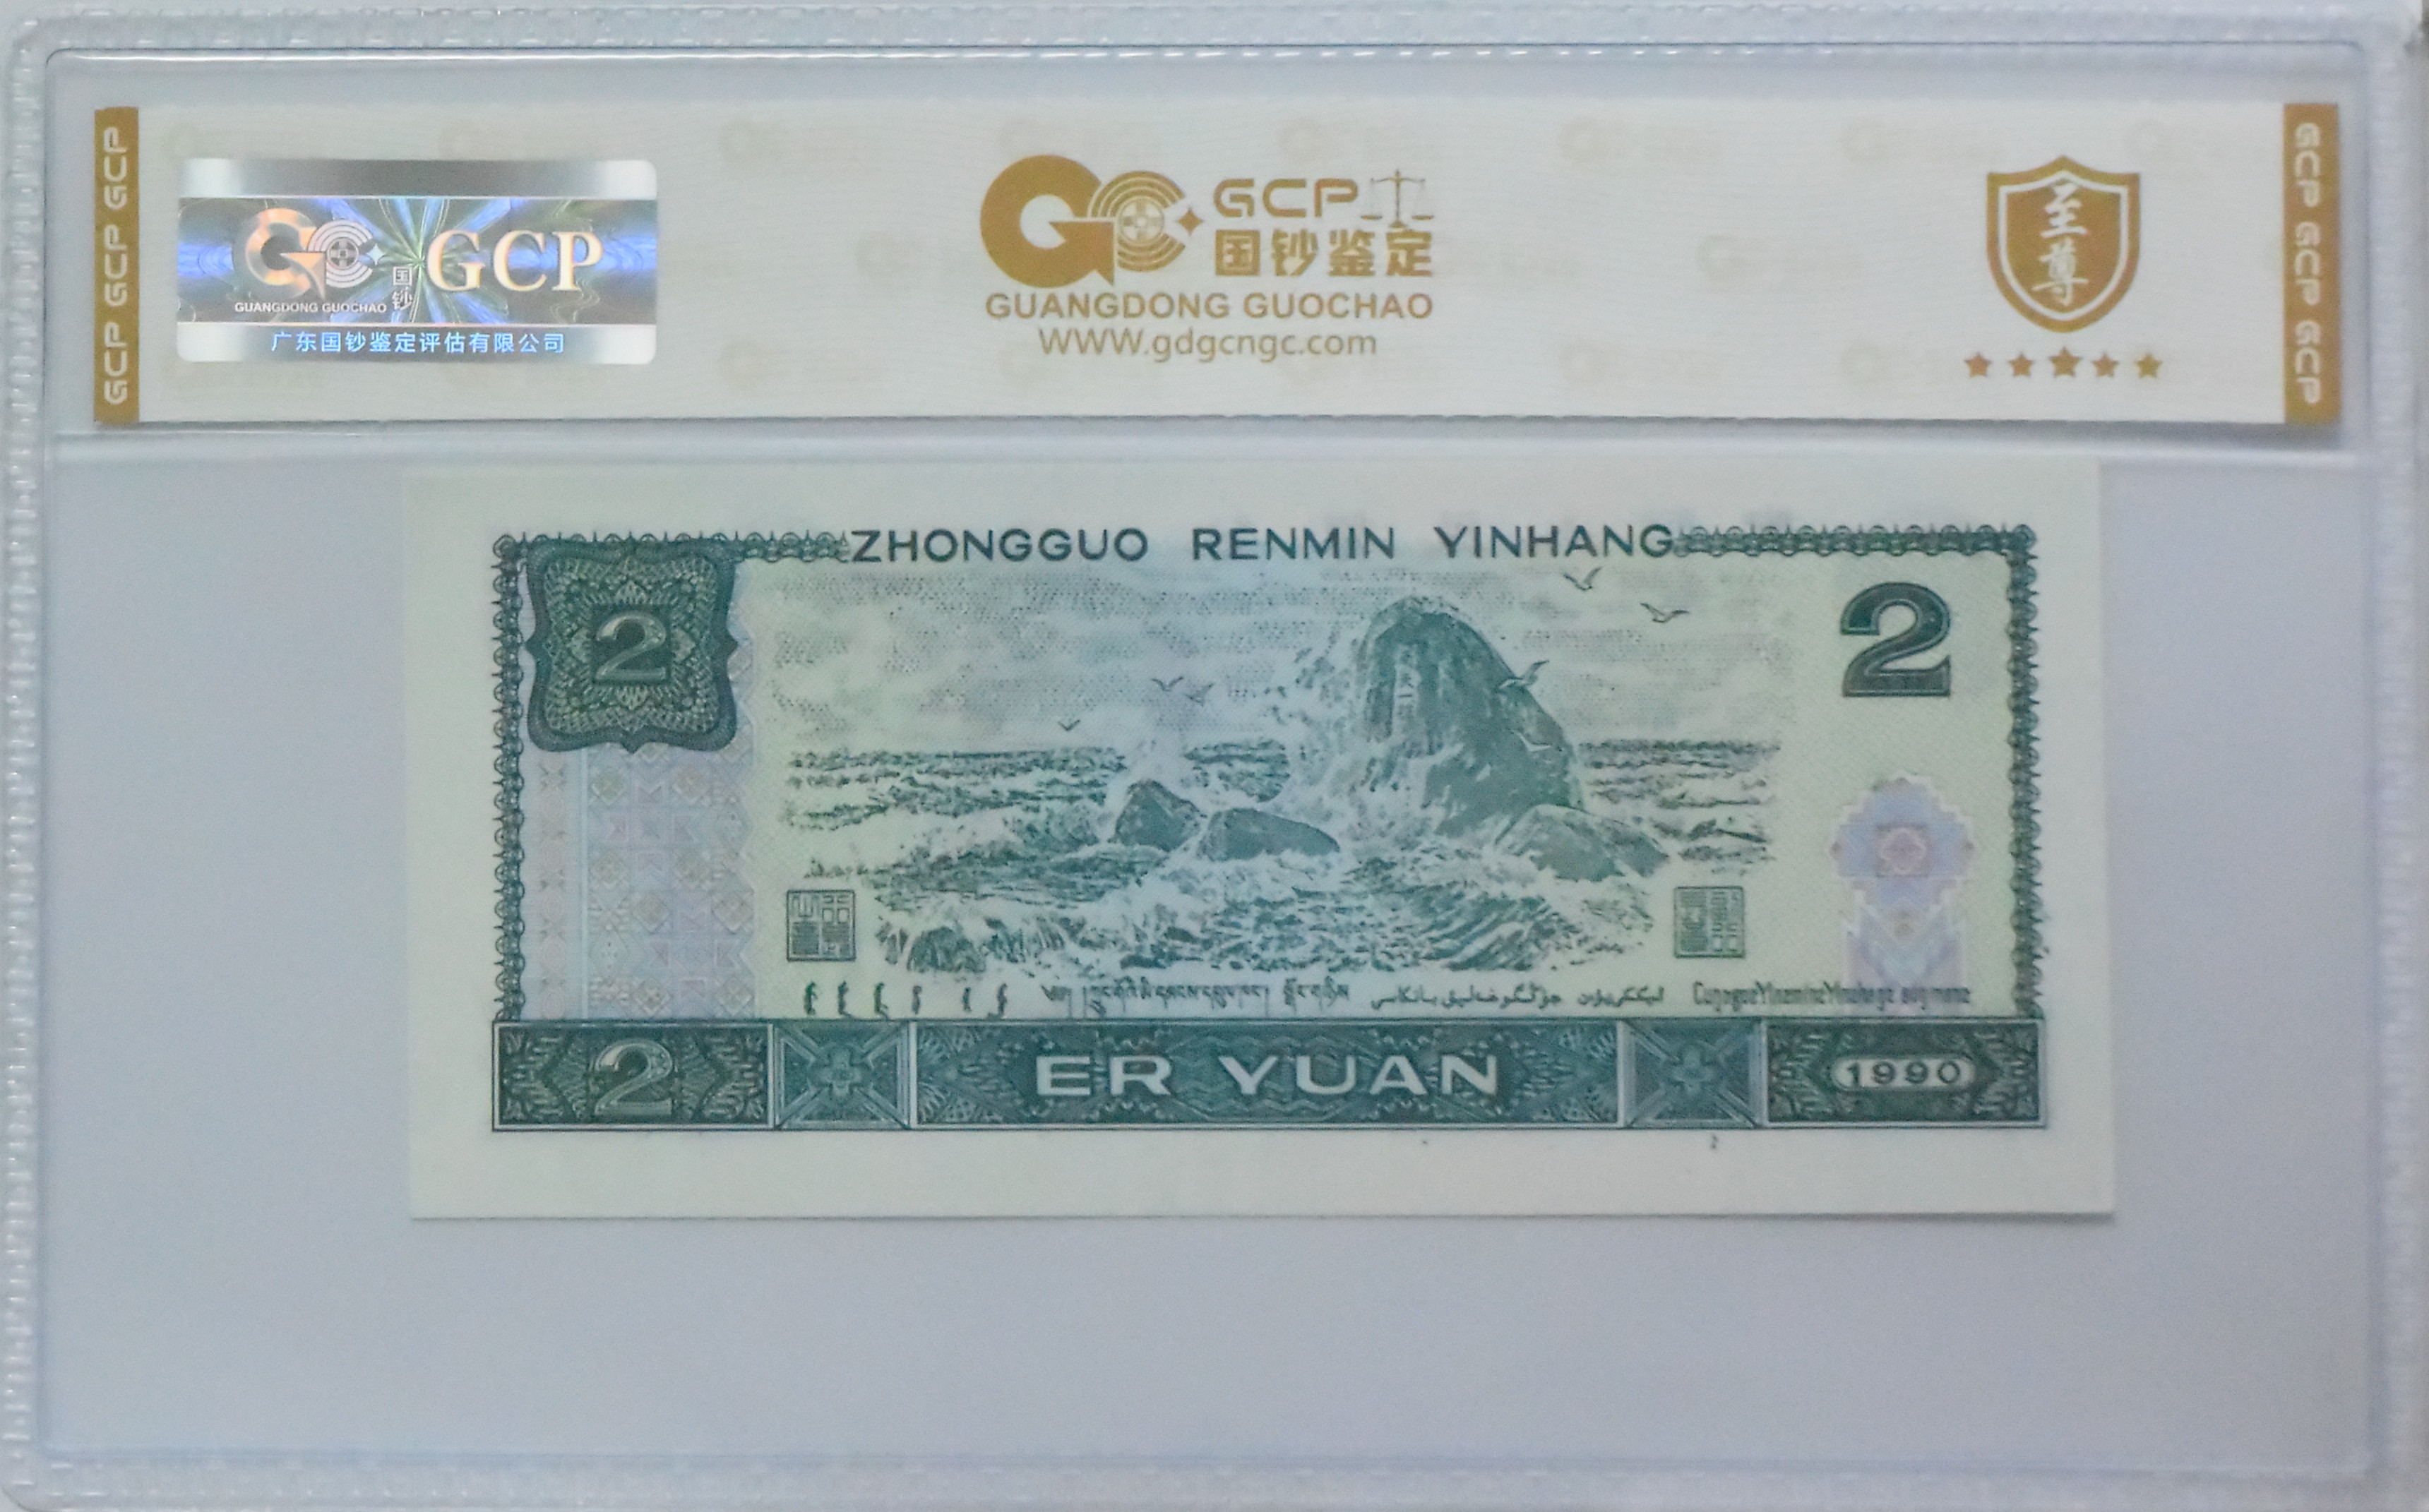 GCP GCP GCP
GCP
国
钞
GUANGDONG GUOCHAO
广东国钞鉴定评估有限公司
GCP
国钞鉴定
GUANGDONG GUOCHAO
WWW.gdgcngc.com
至
尊
GCP GCP GCP
ZHONGGUO RENMIN YINHANG
2
2
2
ER YUAN
1990